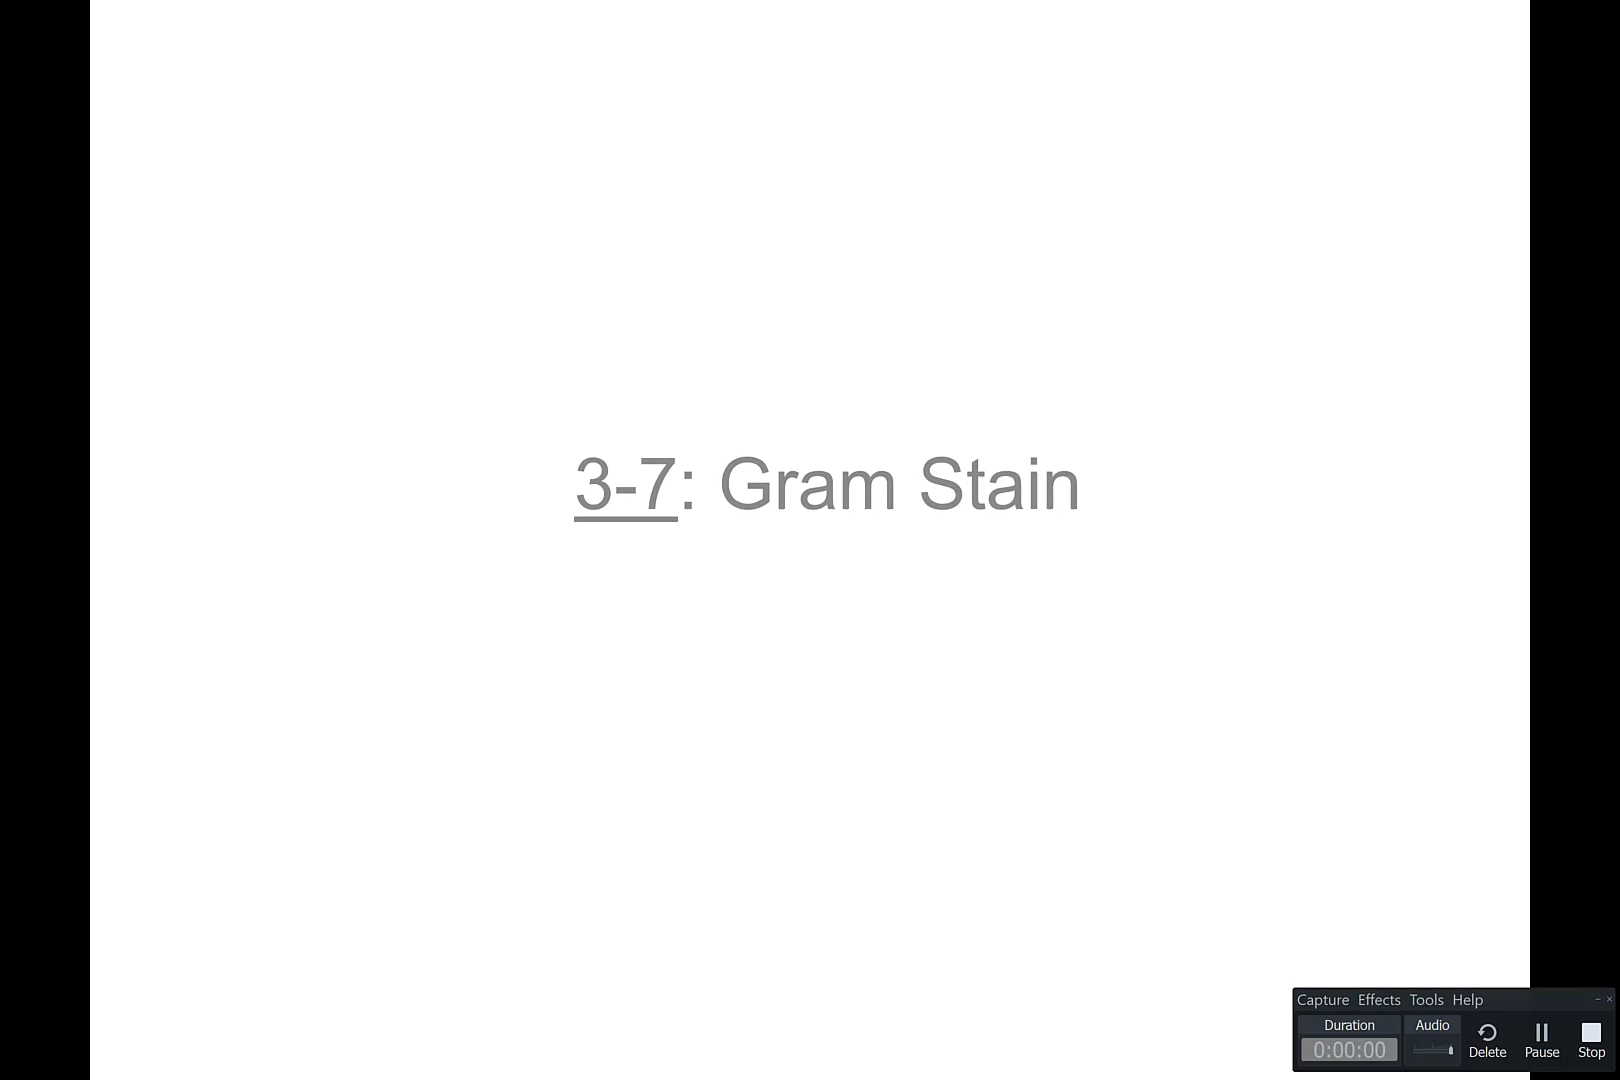 3-7: Gram Stain
Capture Effects Tools Help
Duration Audio
0:00:00 Delete Pause Stop